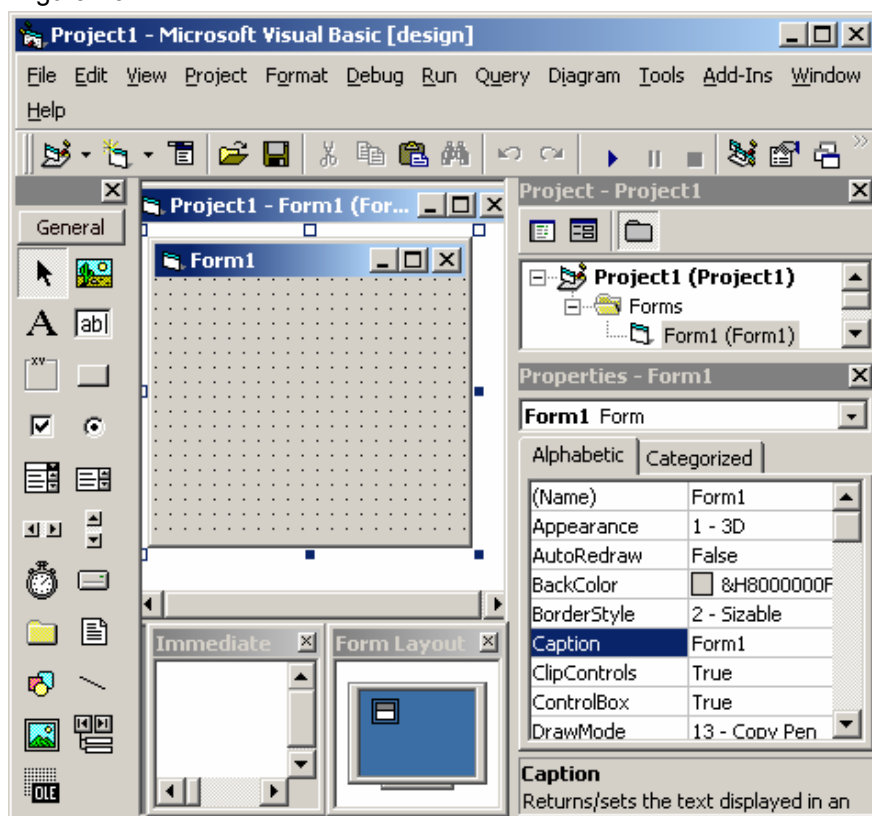 Project1 - Microsoft Visual Basic [design]
File Edit View Project Format Debug Run Query Diagram Tools Add-Ins Window
Help
General
A
ab|
xv
OLE
Project1 - Form1 (For...
Form1
Immediate
Form Layout
Project - Project1
Project1 (Project1)
Forms
Form1 (Form1)
Properties - Form1
Form1 Form
Alphabetic Categorized
(Name) Form1
Appearance 1 - 3D
AutoRedraw False
BackColor &H8000000F
BorderStyle 2 - Sizable
Caption Form1
ClipControls True
ControlBox True
DrawMode 13 - Copy Pen
Caption
Returns/sets the text displayed in an